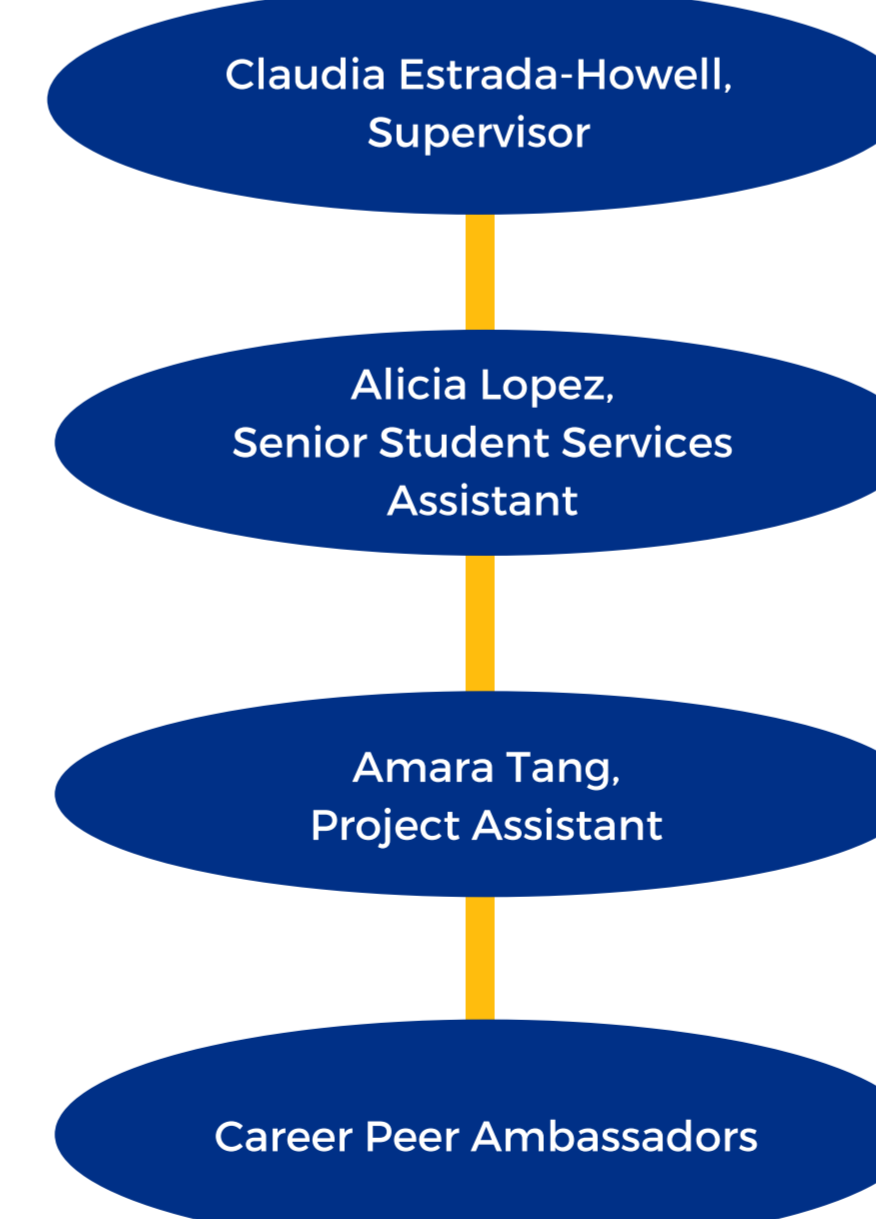 Claudia Estrada-Howell,
Supervisor
Alicia Lopez,
Senior Student Services
Assistant
Amara Tang,
Project Assistant
Career Peer Ambassadors